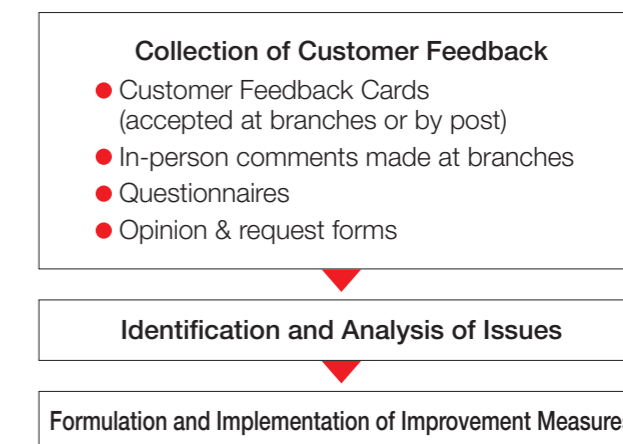 Collection of Customer Feedback
● Customer Feedback Cards
(accepted at branches or by post)
● In-person comments made at branches
● Questionnaires
● Opinion & request forms
Identification and Analysis of Issues
Formulation and Implementation of Improvement Measures